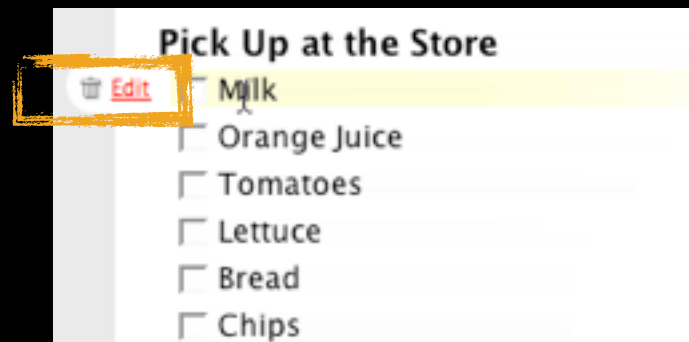 Pick Up at the Store
Edit Milk
Orange Juice
Tomatoes
Lettuce
Bread
Chips